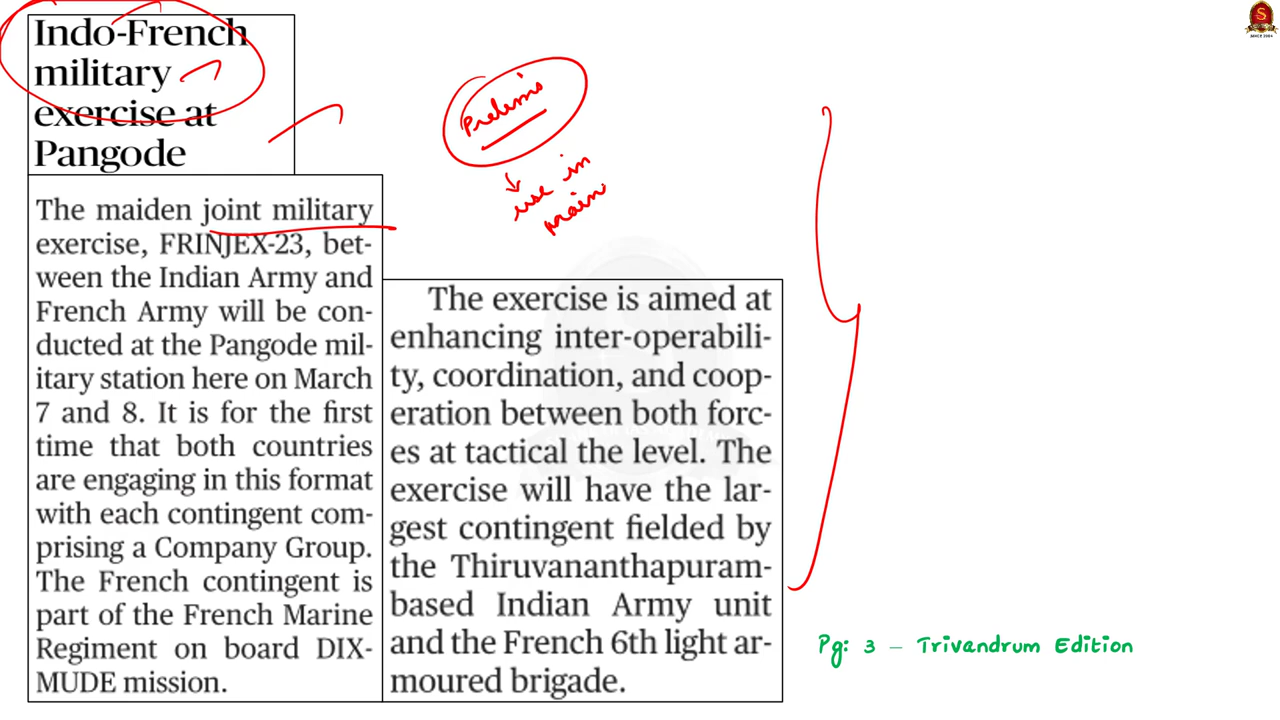 Indo-French
military
exercise at
Pangode
The maiden joint military
exercise, FRINJEX-23, bet-
ween the Indian Army and
French Army will be con-
ducted at the Pangode mil-
itary station here on March
7 and 8. It is for the first
time that both countries
are engaging in this format
with each contingent com-
prising a Company Group.
The French contingent is
part of the French Marine
Regiment on board DIX-
MUDE mission.
Prelims
use in
main
The exercise is aimed at
enhancing inter-operabili-
ty, coordination, and coop-
eration between both forc-
es at tactical the level. The
exercise will have the lar-
gest contingent fielded by
the Thiruvananthapuram-
based Indian Army unit
and the French 6th light ar-
moured brigade.
Pg: 3 – Trivandrum Edition
S
SINCE 2004